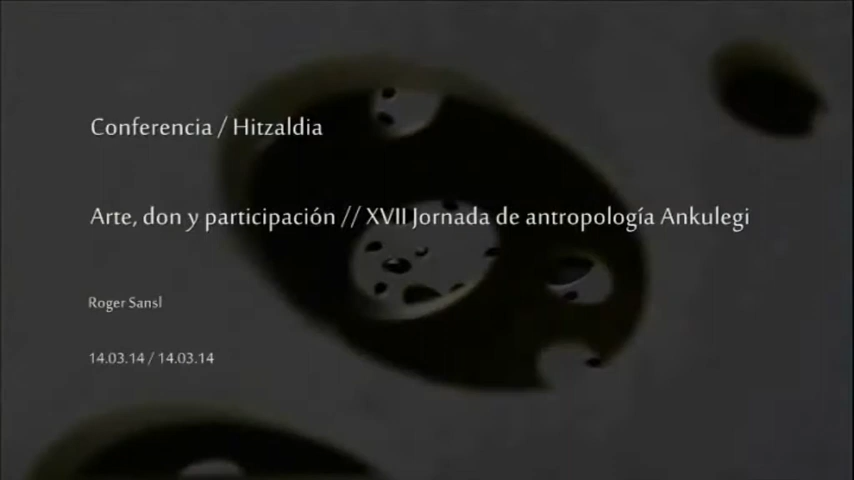 Conferencia / Hitzaldia
Arte, don y participación // XVII Jornada de antropología Ankulegi
Roger Sansl
14.03.14 / 14.03.14